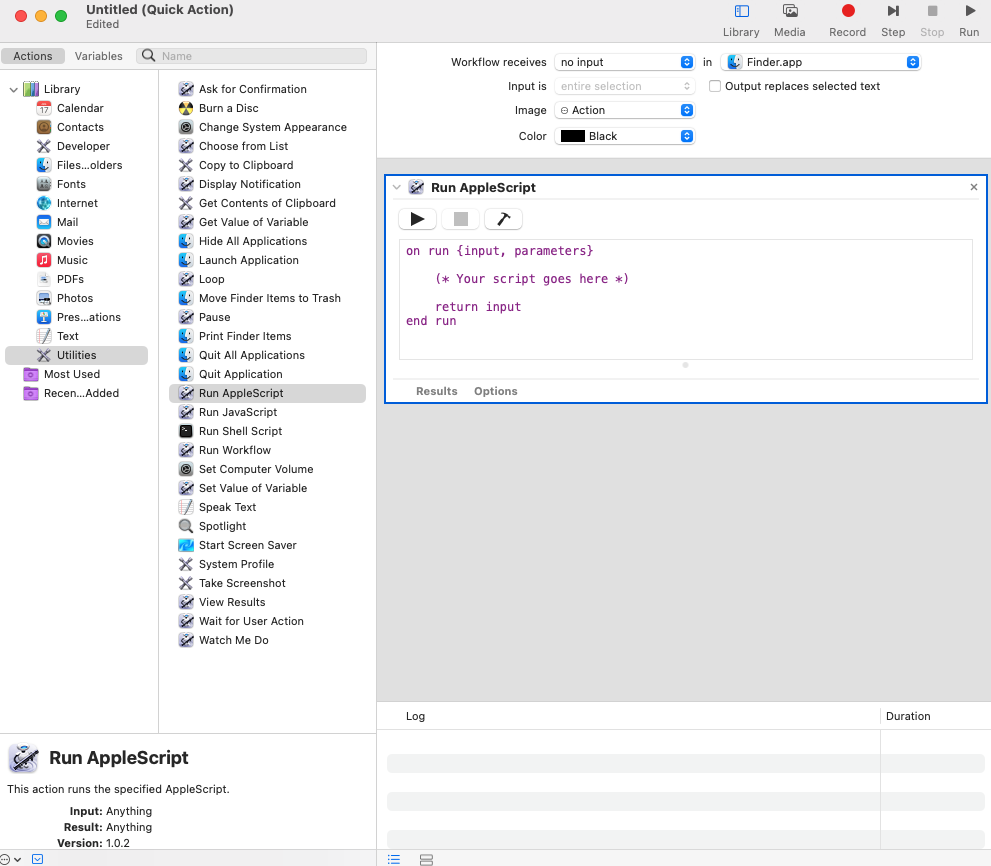 Untitled (Quick Action)
Edited
Library
Media
Record
Step
Stop
Run
Actions
Variables
Name
Library
Calendar
Contacts
Developer
Files...olders
Fonts
Internet
Mail
Movies
Music
PDFs
Photos
Pres...ations
Text
Utilities
Most Used
Recen...Added
Ask for Confirmation
Burn a Disc
Change System Appearance
Choose from List
Copy to Clipboard
Display Notification
Get Contents of Clipboard
Get Value of Variable
Hide All Applications
Launch Application
Loop
Move Finder Items to Trash
Pause
Print Finder Items
Quit All Applications
Quit Application
Run AppleScript
Run JavaScript
Run Shell Script
Run Workflow
Set Computer Volume
Set Value of Variable
Speak Text
Spotlight
Start Screen Saver
System Profile
Take Screenshot
View Results
Wait for User Action
Watch Me Do
Run AppleScript
This action runs the specified AppleScript.
Input: Anything
Result: Anything
Version: 1.0.2
Workflow receives no input in Finder.app
Input is entire selection Output replaces selected text
Image Action
Color Black
Run AppleScript
on run {input, parameters}
(* Your script goes here *)
return input
end run
Results Options
Log Duration